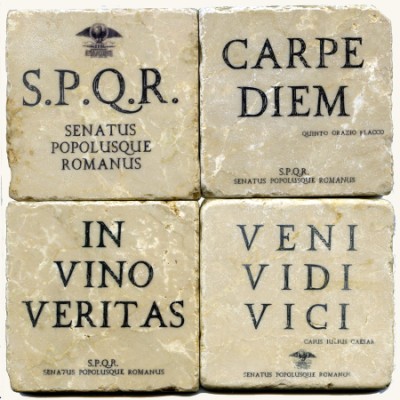 S.P.Q.R.
SENATUS
POPOLUSQUE
ROMANUS
CARPE
DIEM
QUINTO ORAZIO FLACCO
S.P.Q.R.
SENATUS POPOLUSQUE ROMANUS
IN
VINO
VERITAS
S.P.Q.R.
SENATUS POPOLUSQUE ROMANUS
VENI
VIDI
VICI
CAIUS IULIUS CAESAR
SENATUS POPOLUSQUE ROMANUS